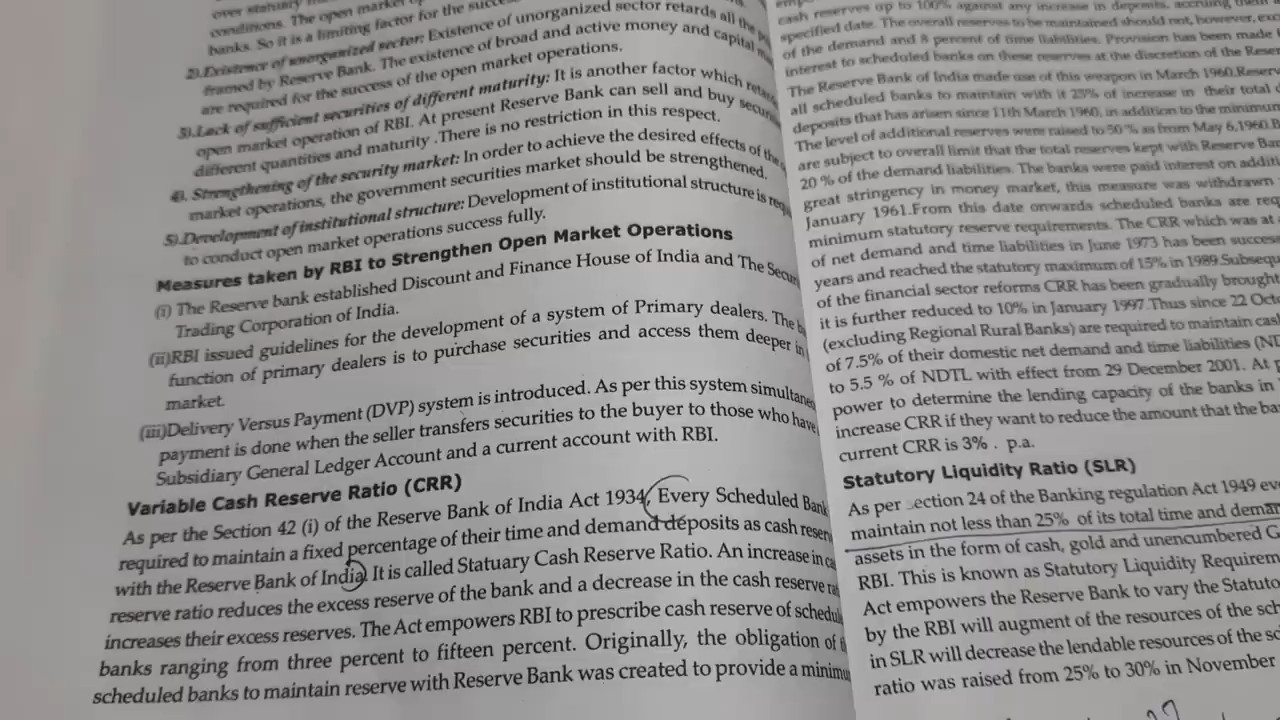 over statuary
conditions. The open market
banks. So it is a limiting factor for the
2).Existence of unorganized sector: Existence of unorganized sector retards all the
framed by Reserve Bank. The existence of broad and active money and capital
are required for the success of the open market operations.
3).Lack of sufficient securities of different maturity: It is another factor which
open market operation of RBI. At present Reserve Bank can sell and buy
different quantities and maturity .There is no restriction in this respect.
4). Strengthening of the security market: In order to achieve the desired effects of the
market operations, the government securities market should be strengthened.
5).Development of institutional structure: Development of institutional structure is
to conduct open market operations success fully.
Measures taken by RBI to Strengthen Open Market Operations
(i) The Reserve bank established Discount and Finance House of India and The
Trading Corporation of India.
(ii)RBI issued guidelines for the development of a system of Primary dealers. The
function of primary dealers is to purchase securities and access them deeper in
market.
(iii)Delivery Versus Payment (DVP) system is introduced. As per this system
payment is done when the seller transfers securities to the buyer to those who have
Subsidiary General Ledger Account and a current account with RBI.
Variable Cash Reserve Ratio (CRR)
As per the Section 42 (i) of the Reserve Bank of India Act 1934, Every Scheduled Bank
required to maintain a fixed percentage of their time and demand deposits as cash
with the Reserve Bank of India. It is called Statuary Cash Reserve Ratio. An increase in
reserve ratio reduces the excess reserve of the bank and a decrease in the cash reserve
increases their excess reserves. The Act empowers RBI to prescribe cash reserve of
banks ranging from three percent to fifteen percent. Originally, the obligation of
scheduled banks to maintain reserve with Reserve Bank was created to provide a
cash reserves up to 100% against any increase in deposits, accruing
specified date. The overall reserves to be maintained should not, however,
of the demand and 8 percent of time liabilities. Provision has been made
interest to scheduled banks on these reserves at the discretion of the
The Reserve Bank of India made use of this weapon in March 1960.
all scheduled banks to maintain with it 25% of increase in their total
deposits that has arisen since 11th March 1960, in addition to the minimum
The level of additional reserves were raised to 50 % as from May 6,1960.
are subject to overall limit that the total reserves kept with Reserve
20 % of the demand liabilities. The banks were paid interest on
great stringency in money market, this measure was withdrawn
January 1961.From this date onwards scheduled banks are
minimum statutory reserve requirements. The CRR which was at
of net demand and time liabilities in June 1973 has been
years and reached the statutory maximum of 15% in 1989.
of the financial sector reforms CRR has been gradually brought
it is further reduced to 10% in January 1997.Thus since 22
(excluding Regional Rural Banks) are required to maintain
of 7.5% of their domestic net demand and time liabilities
to 5.5 % of NDTL with effect from 29 December 2001. At
power to determine the lending capacity of the banks in
increase CRR if they want to reduce the amount that the
current CRR is 3% . p.a.
Statutory Liquidity Ratio (SLR)
As per ection 24 of the Banking regulation Act 1949
maintain not less than 25% of its total time and
assets in the form of cash, gold and unencumbered
RBI. This is known as Statutory Liquidity
Act empowers the Reserve Bank to vary the
by the RBI will augment of the resources of the
in SLR will decrease the lendable resources of the
ratio was raised from 25% to 30% in November